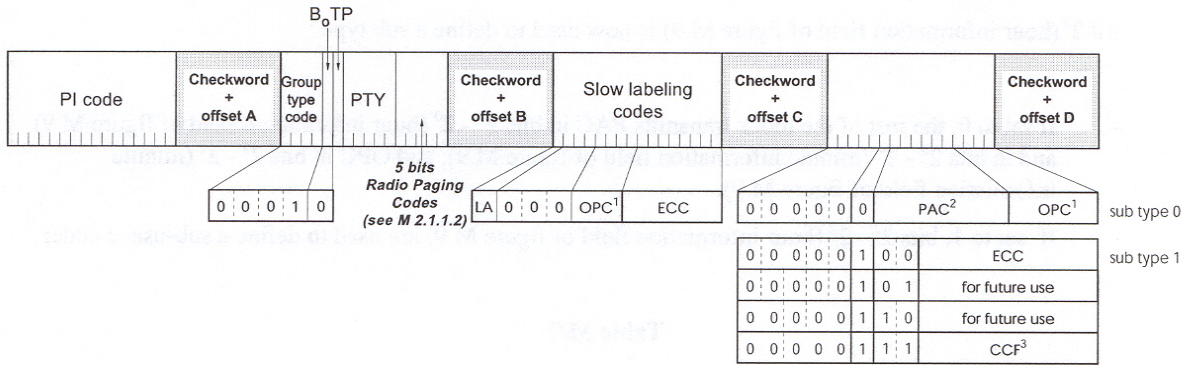 B₀ TP
PI code
Checkword
+
offset A
Group
type
code
PTY
Checkword
+
offset B
Slow labeling
codes
Checkword
+
offset C
Checkword
+
offset D
5 bits
Radio Paging
Codes
(see M 2.1.1.2)
0 0 0 1 0
LA 0 0 0 OPC¹ ECC
0 0 0 0 0 0 PAC² OPC¹ sub type 0
0 0 0 0 0 1 0 0 ECC sub type 1
0 0 0 0 0 1 0 1 for future use
0 0 0 0 0 1 1 0 for future use
0 0 0 0 0 1 1 1 CCF³